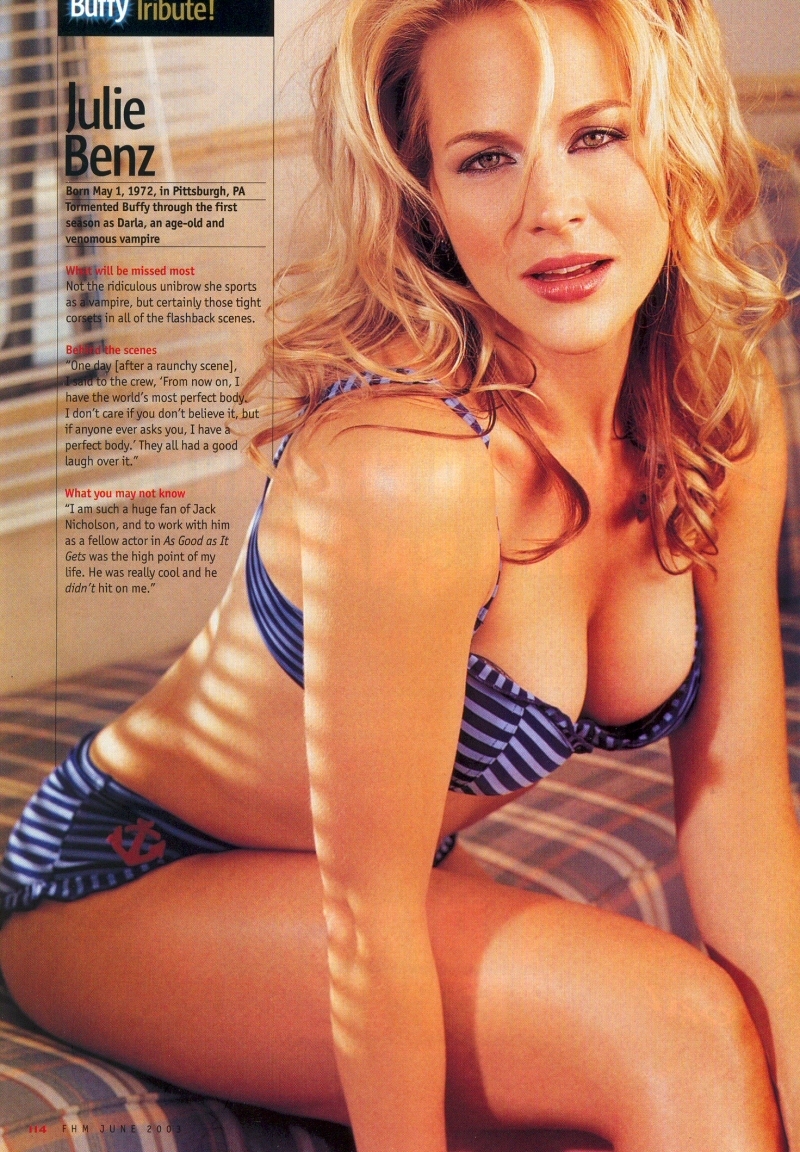 Buffy Tribute!
Julie
Benz
Born May 1, 1972, in Pittsburgh, PA
Tormented Buffy through the first
season as Darla, an age-old and
venomous vampire
What will be missed most
Not the ridiculous unibrow she sports
as a vampire, but certainly those tight
corsets in all of the flashback scenes.
Behind the scenes
“One day [after a raunchy scene],
I said to the crew, ‘From now on, I
have the world’s most perfect body.
I don’t care if you don’t believe it, but
if anyone ever asks you, I have a
perfect body.’ They all had a good
laugh over it.”
What you may not know
“I am such a huge fan of Jack
Nicholson, and to work with him
as a fellow actor in As Good as It
Gets was the high point of my
life. He was really cool and he
didn’t hit on me.”
114 FHM JUNE 2003